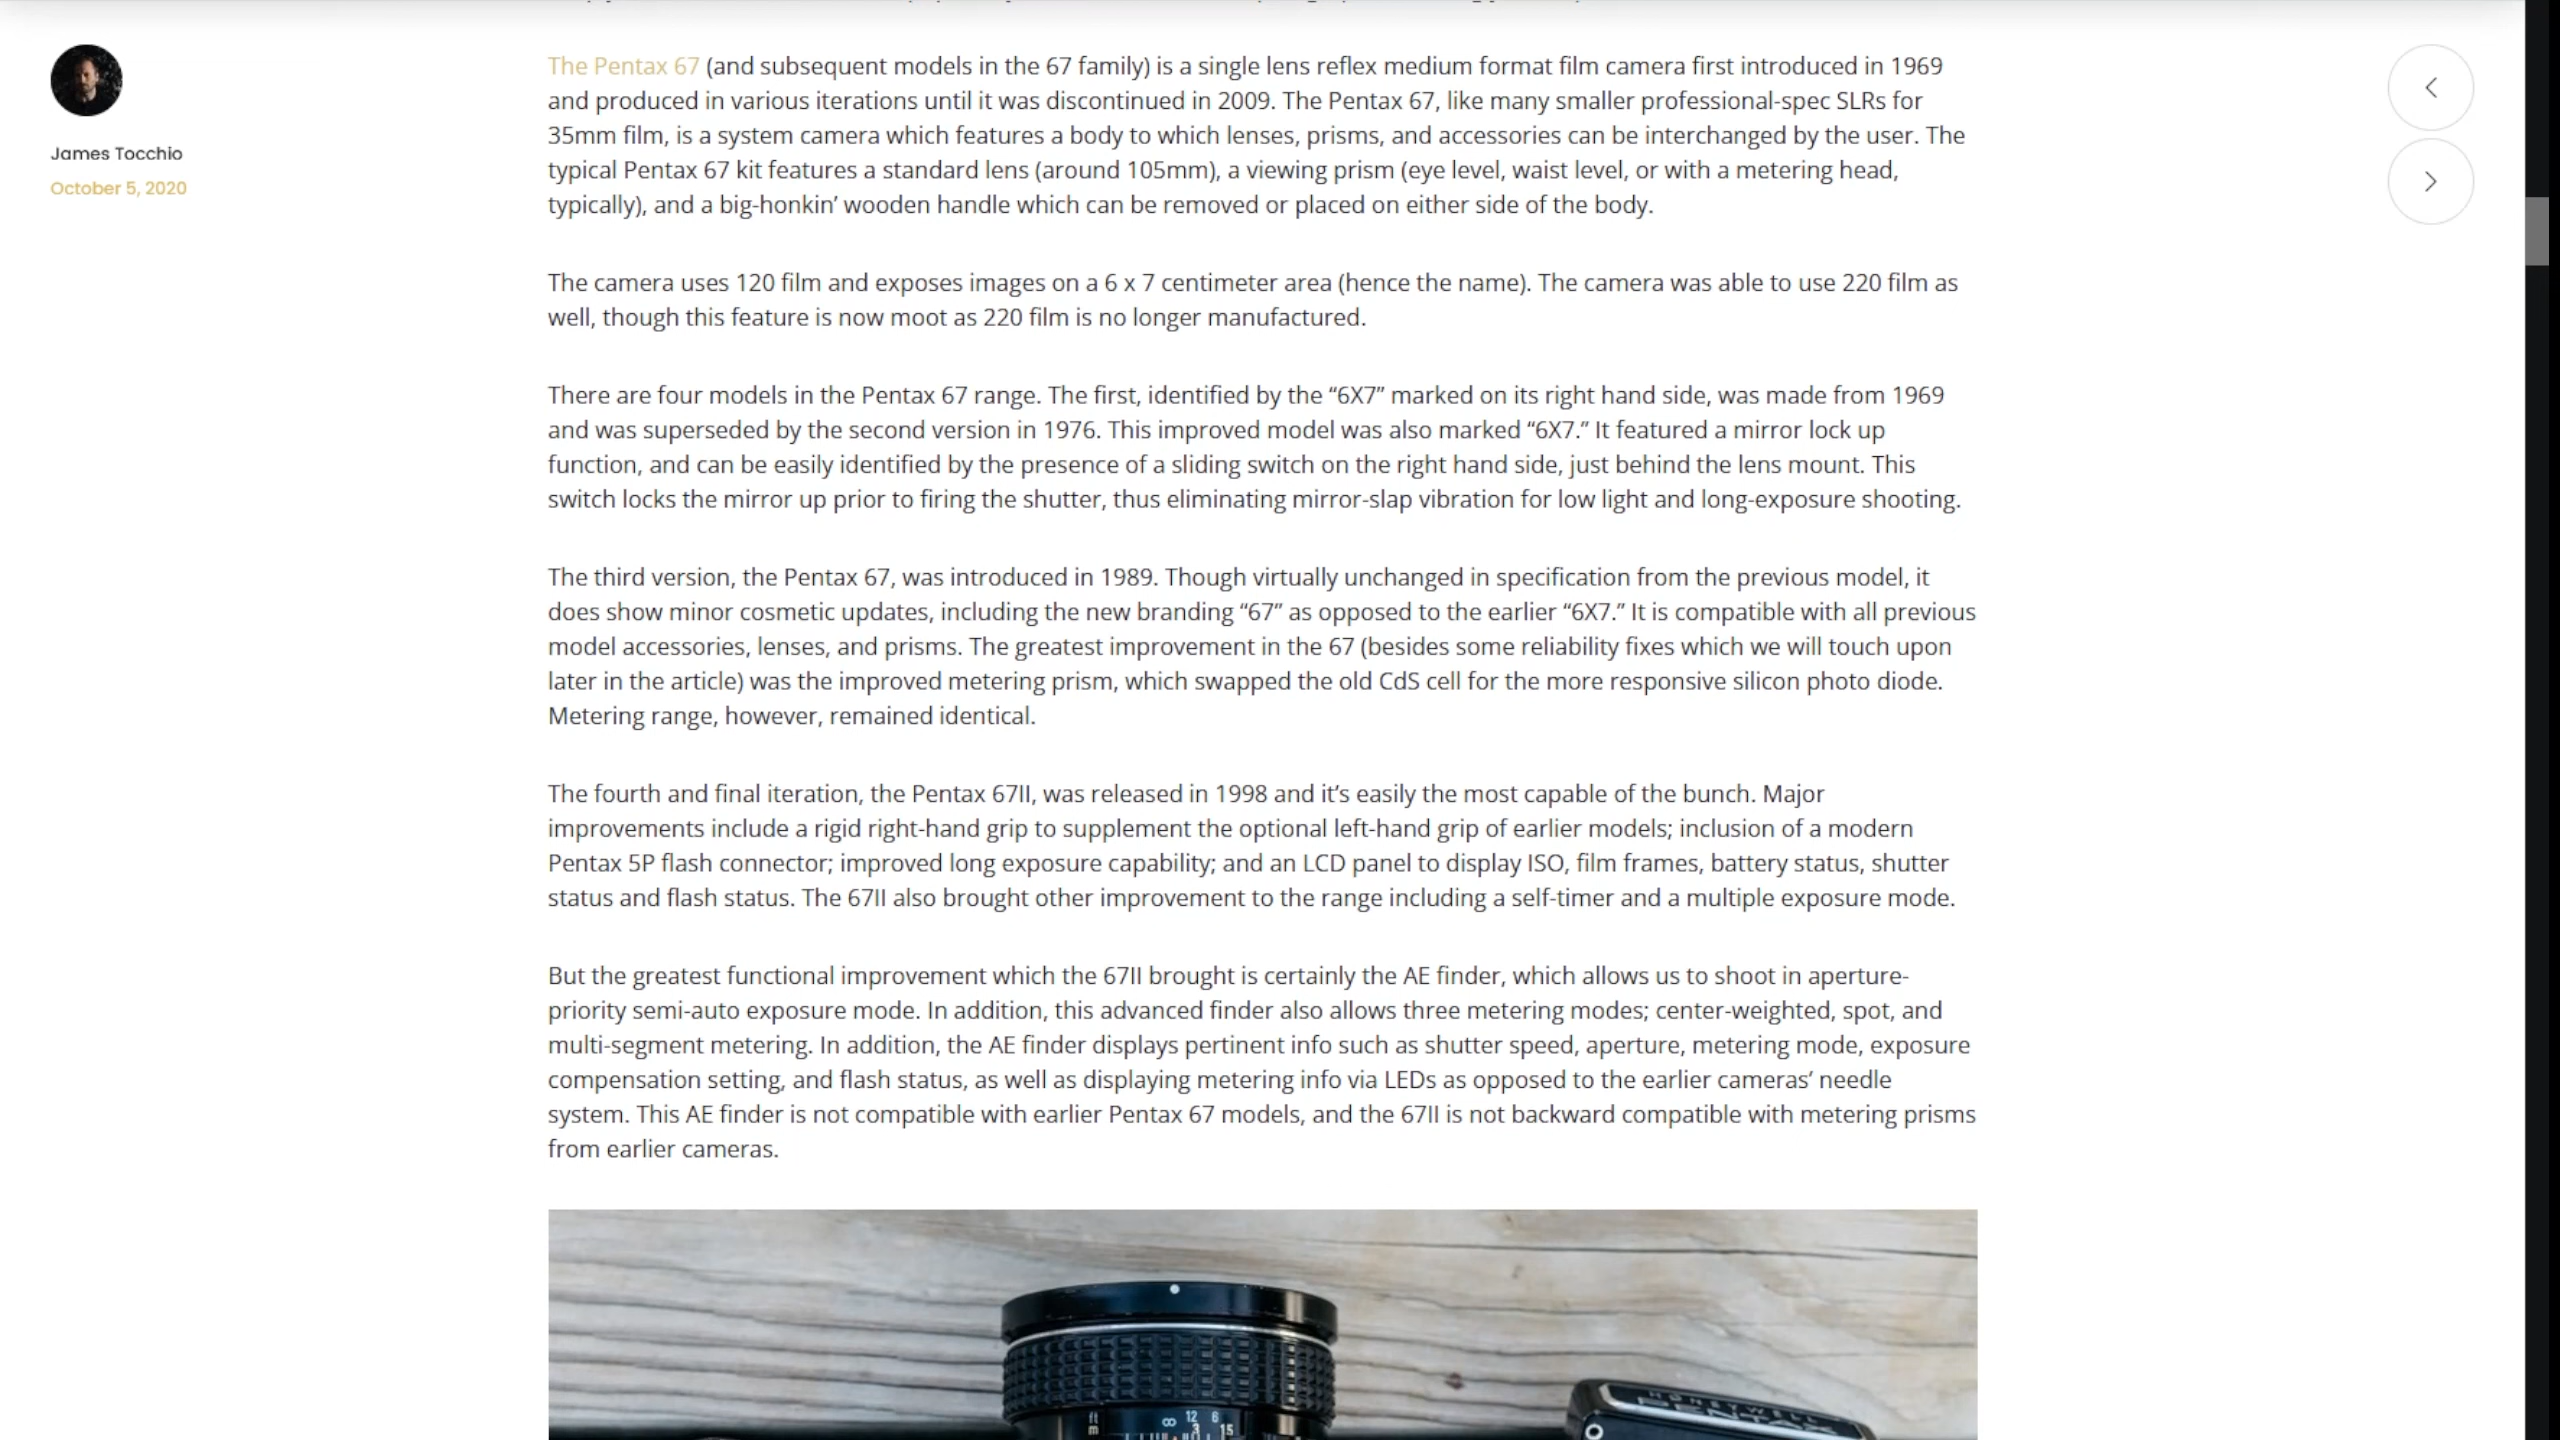 James Tocchio
October 5, 2020
The Pentax 67 (and subsequent models in the 67 family) is a single lens reflex medium format film camera first introduced in 1969
and produced in various iterations until it was discontinued in 2009. The Pentax 67, like many smaller professional-spec SLRs for
35mm film, is a system camera which features a body to which lenses, prisms, and accessories can be interchanged by the user. The
typical Pentax 67 kit features a standard lens (around 105mm), a viewing prism (eye level, waist level, or with a metering head,
typically), and a big-honkin’ wooden handle which can be removed or placed on either side of the body.
The camera uses 120 film and exposes images on a 6 x 7 centimeter area (hence the name). The camera was able to use 220 film as
well, though this feature is now moot as 220 film is no longer manufactured.
There are four models in the Pentax 67 range. The first, identified by the “6X7” marked on its right hand side, was made from 1969
and was superseded by the second version in 1976. This improved model was also marked “6X7.” It featured a mirror lock up
function, and can be easily identified by the presence of a sliding switch on the right hand side, just behind the lens mount. This
switch locks the mirror up prior to firing the shutter, thus eliminating mirror-slap vibration for low light and long-exposure shooting.
The third version, the Pentax 67, was introduced in 1989. Though virtually unchanged in specification from the previous model, it
does show minor cosmetic updates, including the new branding “67” as opposed to the earlier “6X7.” It is compatible with all previous
model accessories, lenses, and prisms. The greatest improvement in the 67 (besides some reliability fixes which we will touch upon
later in the article) was the improved metering prism, which swapped the old CdS cell for the more responsive silicon photo diode.
Metering range, however, remained identical.
The fourth and final iteration, the Pentax 67II, was released in 1998 and it’s easily the most capable of the bunch. Major
improvements include a rigid right-hand grip to supplement the optional left-hand grip of earlier models; inclusion of a modern
Pentax 5P flash connector; improved long exposure capability; and an LCD panel to display ISO, film frames, battery status, shutter
status and flash status. The 67II also brought other improvement to the range including a self-timer and a multiple exposure mode.
But the greatest functional improvement which the 67II brought is certainly the AE finder, which allows us to shoot in aperture-
priority semi-auto exposure mode. In addition, this advanced finder also allows three metering modes; center-weighted, spot, and
multi-segment metering. In addition, the AE finder displays pertinent info such as shutter speed, aperture, metering mode, exposure
compensation setting, and flash status, as well as displaying metering info via LEDs as opposed to the earlier cameras’ needle
system. This AE finder is not compatible with earlier Pentax 67 models, and the 67II is not backward compatible with metering prisms
from earlier cameras.
ft ∞ 12 6
m 3 15
HONEYWELL
PENTAX